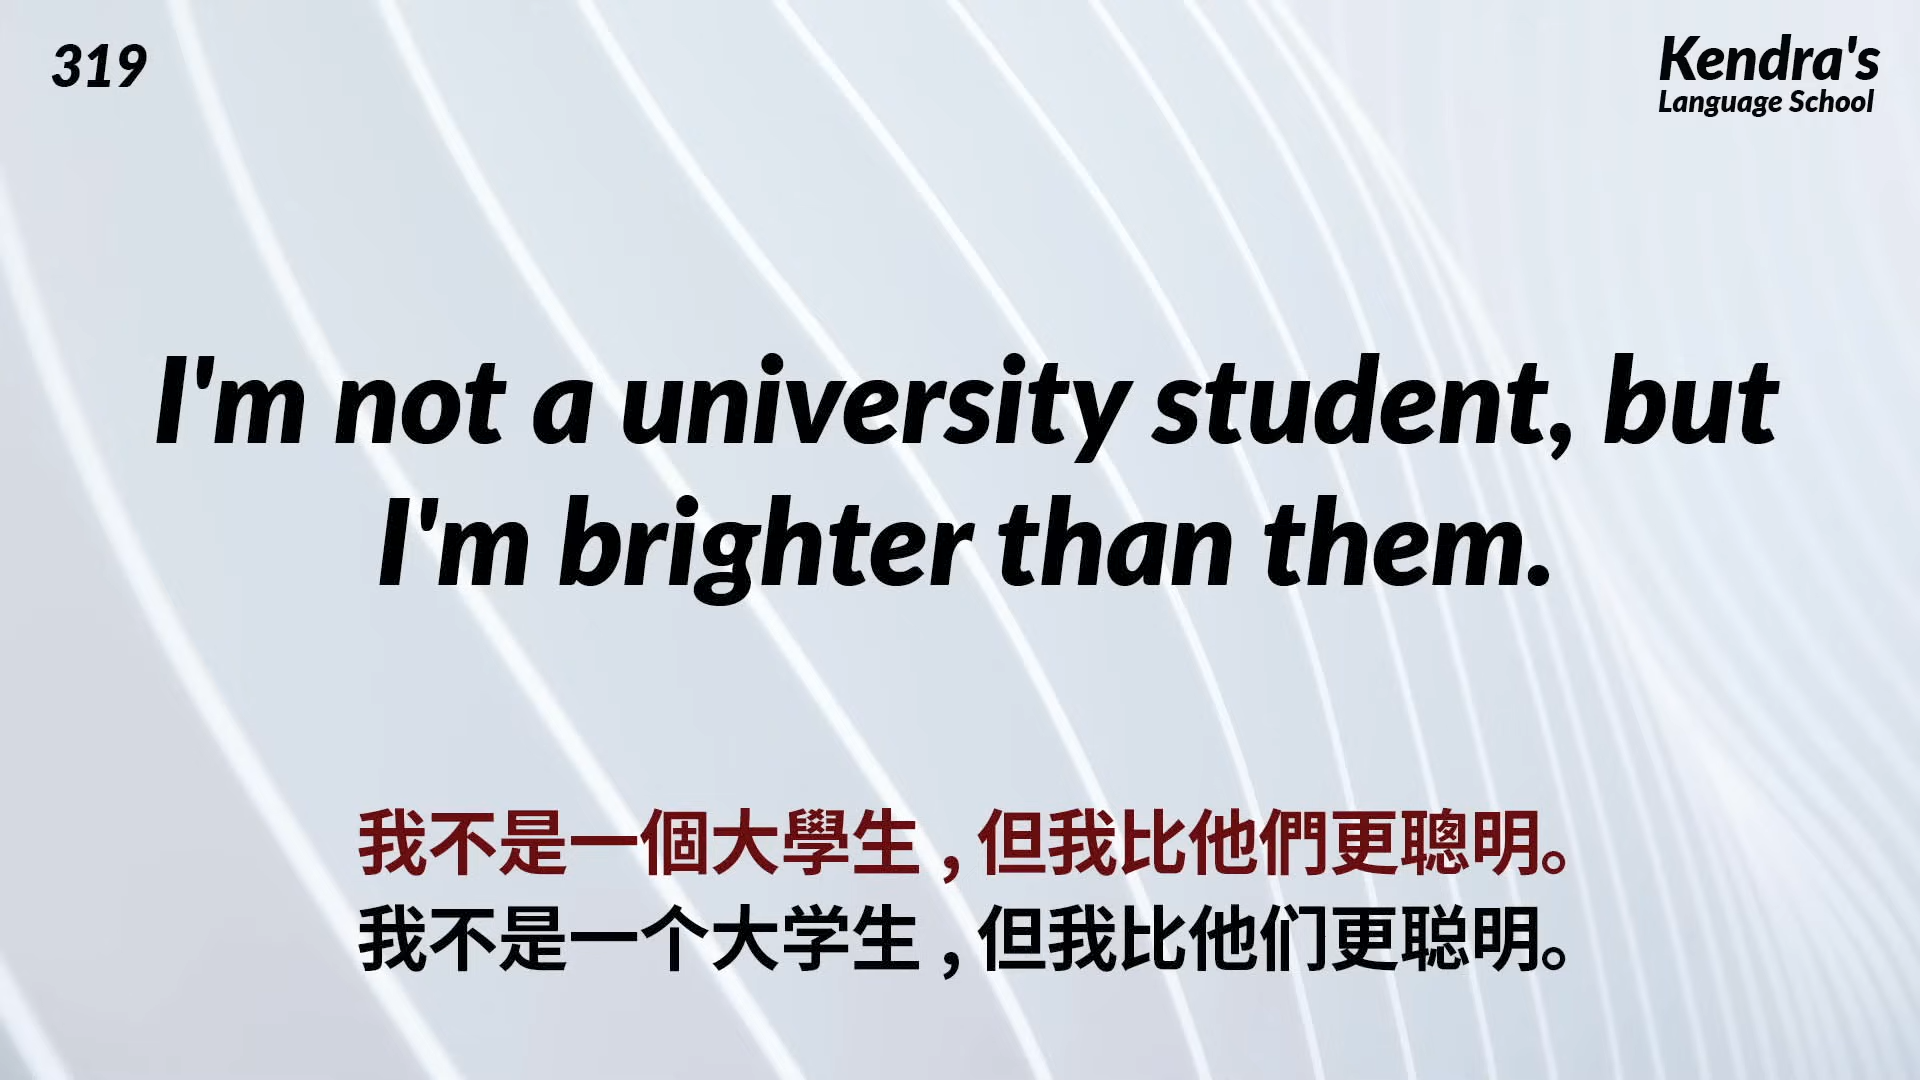 319
Kendra's
Language School
I'm not a university student, but
I'm brighter than them.
我不是一個大學生 , 但我比他們更聰明。
我不是一个大学生 , 但我比他们更聪明。